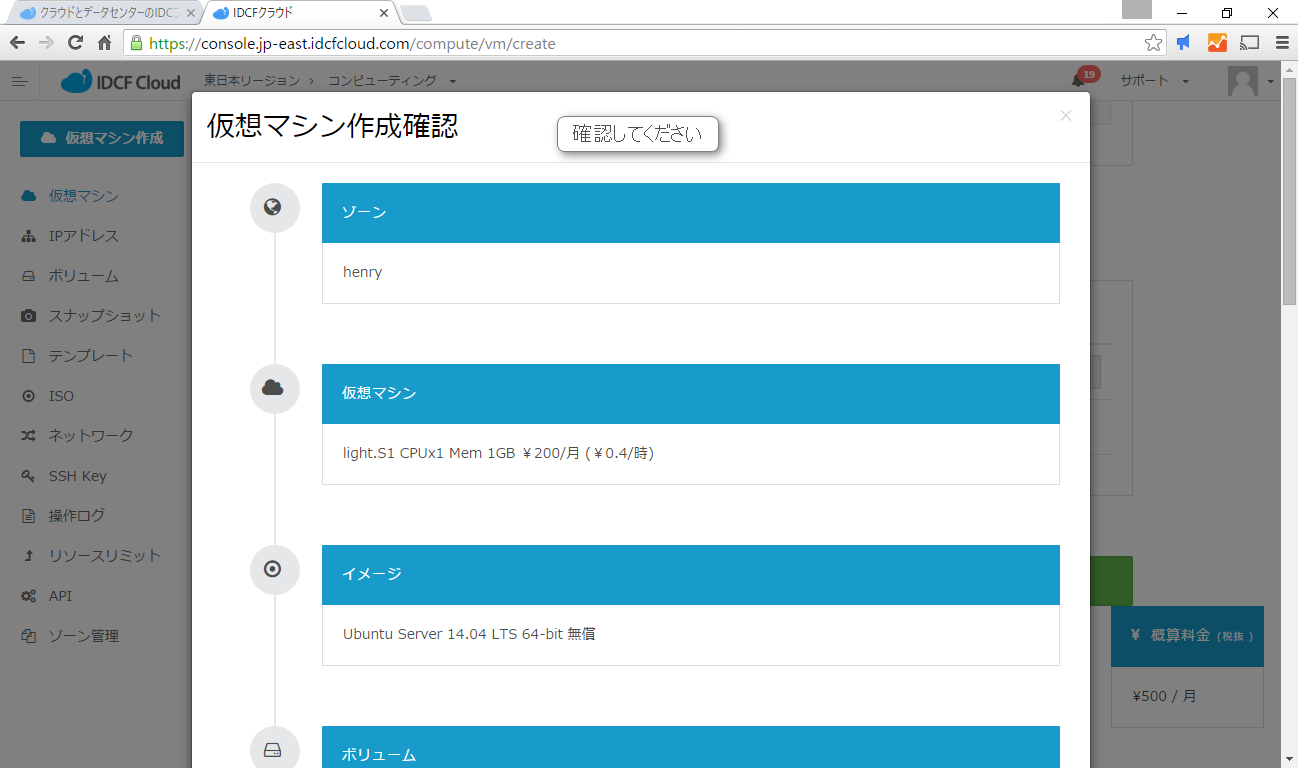 クラウドとデータセンターのIDCフ
IDCFクラウド
https://console.jp-east.idcfcloud.com/compute/vm/create
IDCF Cloud
東日本リージョン
コンピューティング
19
サポート
仮想マシン作成
仮想マシン
IPアドレス
ボリューム
スナップショット
テンプレート
ISO
ネットワーク
SSH Key
操作ログ
リソースリミット
API
ゾーン管理
仮想マシン作成確認
確認してください
ゾーン
henry
仮想マシン
light.S1 CPUx1 Mem 1GB ￥200/月 (￥0.4/時)
イメージ
Ubuntu Server 14.04 LTS 64-bit 無償
ボリューム
¥ 概算料金 (税抜 )
¥500 / 月